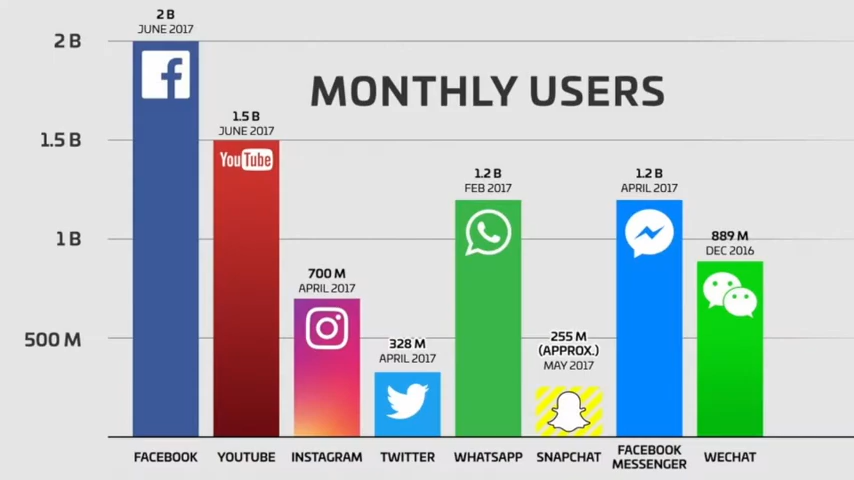 2 B
JUNE 2017
2 B
MONTHLY USERS
1.5 B
JUNE 2017
1.5 B
YouTube
1.2 B
FEB 2017
1.2 B
APRIL 2017
1 B
889 M
DEC 2016
700 M
APRIL 2017
500 M
328 M
APRIL 2017
255 M
(APPROX.)
MAY 2017
FACEBOOK
YOUTUBE
INSTAGRAM
TWITTER
WHATSAPP
SNAPCHAT
FACEBOOK
MESSENGER
WECHAT